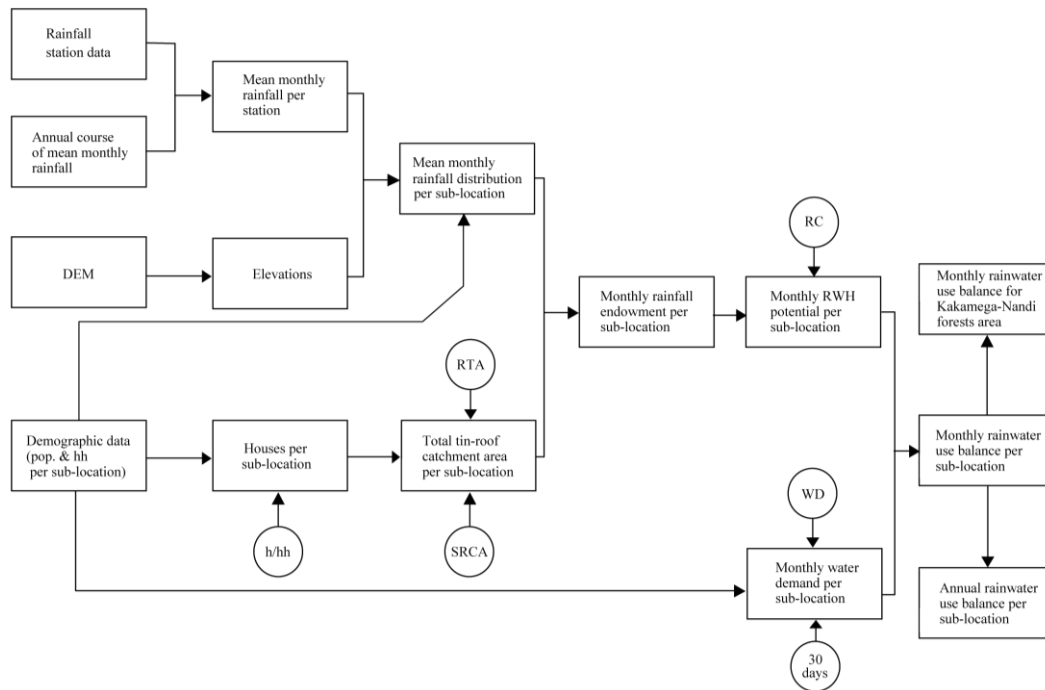 Rainfall
station data
Annual course
of mean monthly
rainfall
Mean monthly
rainfall per
station
DEM
Elevations
Mean monthly
rainfall distribution
per sub-location
RTA
Demographic data
(pop. & hh
per sub-location)
Houses per
sub-location
Total tin-roof
catchment area
per sub-location
h/hh
SRCA
Monthly rainfall
endowment per
sub-location
RC
Monthly RWH
potential per
sub-location
WD
Monthly water
demand per
sub-location
30
days
Monthly rainwater
use balance for
Kakamega-Nandi
forests area
Monthly rainwater
use balance per
sub-location
Annual rainwater
use balance per
sub-location